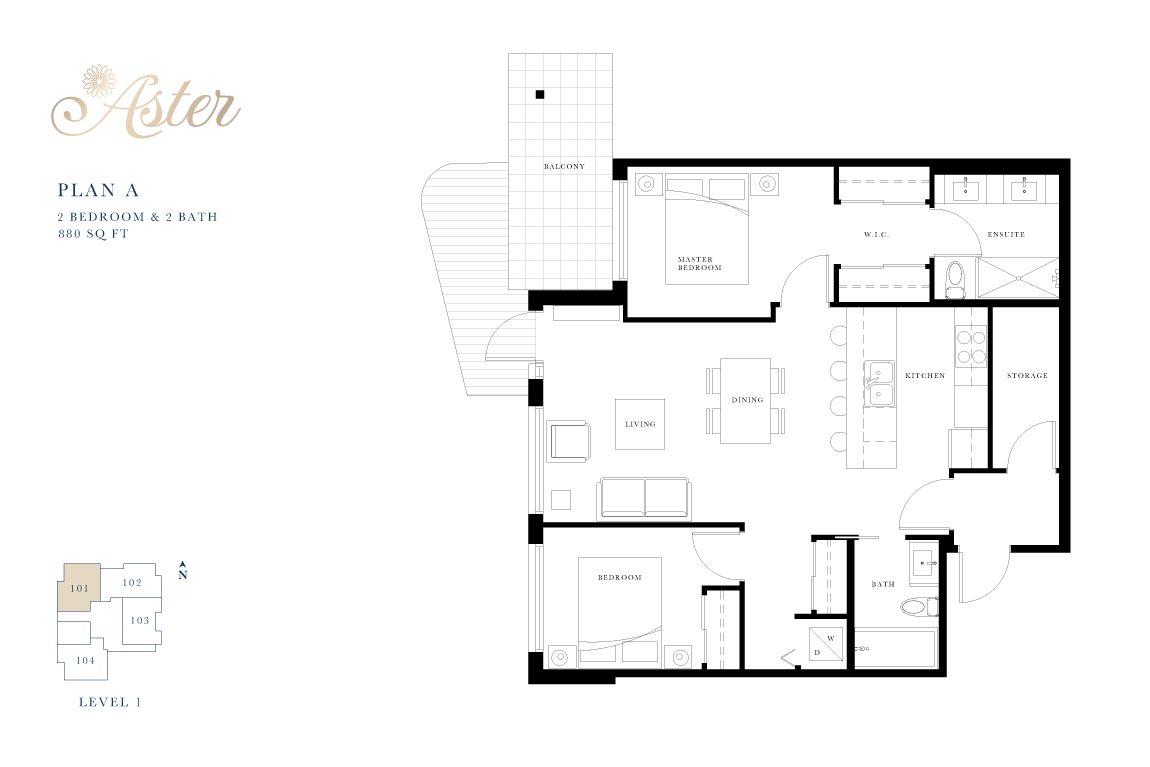 Aster
PLAN A
2 BEDROOM & 2 BATH
880 SQ FT
BALCONY
MASTER
BEDROOM
W.I.C.
ENSUITE
KITCHEN
STORAGE
DINING
LIVING
BEDROOM
BATH
W
D
N
101
102
103
104
LEVEL 1